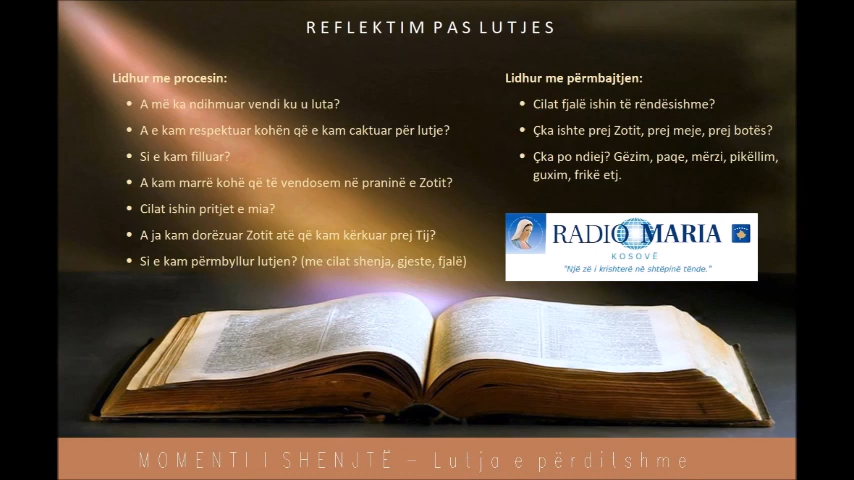 REFLEKTIM PAS LUTJES
Lidhur me procesin:
• A më ka ndihmuar vendi ku u luta?
• A e kam respektuar kohën që e kam caktuar për lutje?
• Si e kam filluar?
• A kam marrë kohë që të vendosem në praninë e Zotit?
• Cilat ishin pritjet e mia?
• A ja kam dorëzuar Zotit atë që kam kërkuar prej Tij?
• Si e kam përmbyllur lutjen? (me cilat shenja, gjeste, fjalë)
Lidhur me përmbajtjen:
• Cilat fjalë ishin të rëndësishme?
• Çka ishte prej Zotit, prej meje, prej botës?
• Çka po ndiej? Gëzim, paqe, mërzi, pikëllim,
guxim, frikë etj.
RADIO MARIA
KOSOVË
"Një zë i krishterë në shtëpinë tënde."
MOMENTI I SHENJTË – Lutja e përditshme